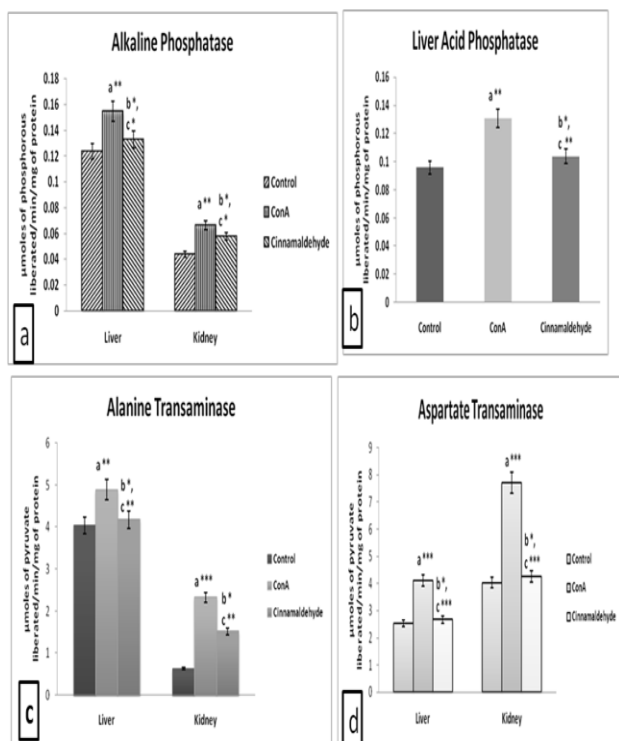 Alkaline Phosphatase
µmoles of phosphorous
liberated/min/mg of protein
0.18
0.16
0.14
0.12
0.1
0.08
0.06
0.04
0.02
0
a **
b *,
c *
a **
b *,
c *
Control
ConA
Cinnamaldehyde
Liver
Kidney
a
Liver Acid Phosphatase
µmoles of phosphorous
liberated/min/mg of protein
0.16
0.14
0.12
0.1
0.08
0.06
0.04
0.02
0
a **
b *,
c **
Control
ConA
Cinnamaldehyde
b
Alanine Transaminase
µmoles of pyruvate
liberated/min/mg of protein
6
5
4
3
2
1
0
a **
b *,
c **
a ***
b *
c **
Control
ConA
Cinnamaldehyde
Liver
Kidney
c
Aspartate Transaminase
µmoles of pyruvate
liberated/min/mg of protein
9
8
7
6
5
4
3
2
1
0
a ***
b *,
c ***
a ***
b *,
c ***
Control
ConA
Cinnamaldehyde
Liver
Kidney
d